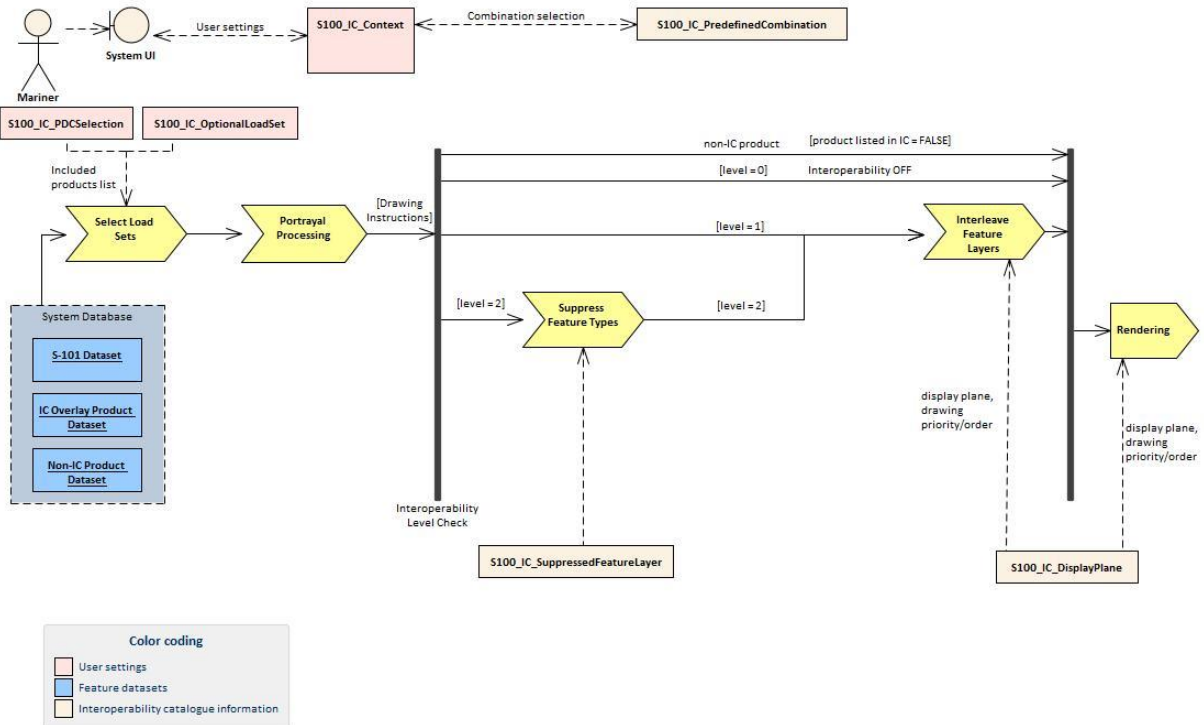 Mariner
System UI
User settings
S100_IC_Context
Combination selection
S100_IC_PredefinedCombination
S100_IC_PDCSelection
S100_IC_OptionalLoadSet
Included
products list
Select Load
Sets
Portrayal
Processing
[Drawing
Instructions]
non-IC product
[product listed in IC = FALSE]
[level = 0]
Interoperability OFF
[level = 1]
Interleave
Feature
Layers
[level = 2]
Suppress
Feature Types
[level = 2]
System Database
S-101 Dataset
IC Overlay Product
Dataset
Non-IC Product
Dataset
Rendering
display plane,
drawing
priority/order
display plane,
drawing
priority/order
Interoperability
Level Check
S100_IC_SuppressedFeatureLayer
S100_IC_DisplayPlane
Color coding
User settings
Feature datasets
Interoperability catalogue information